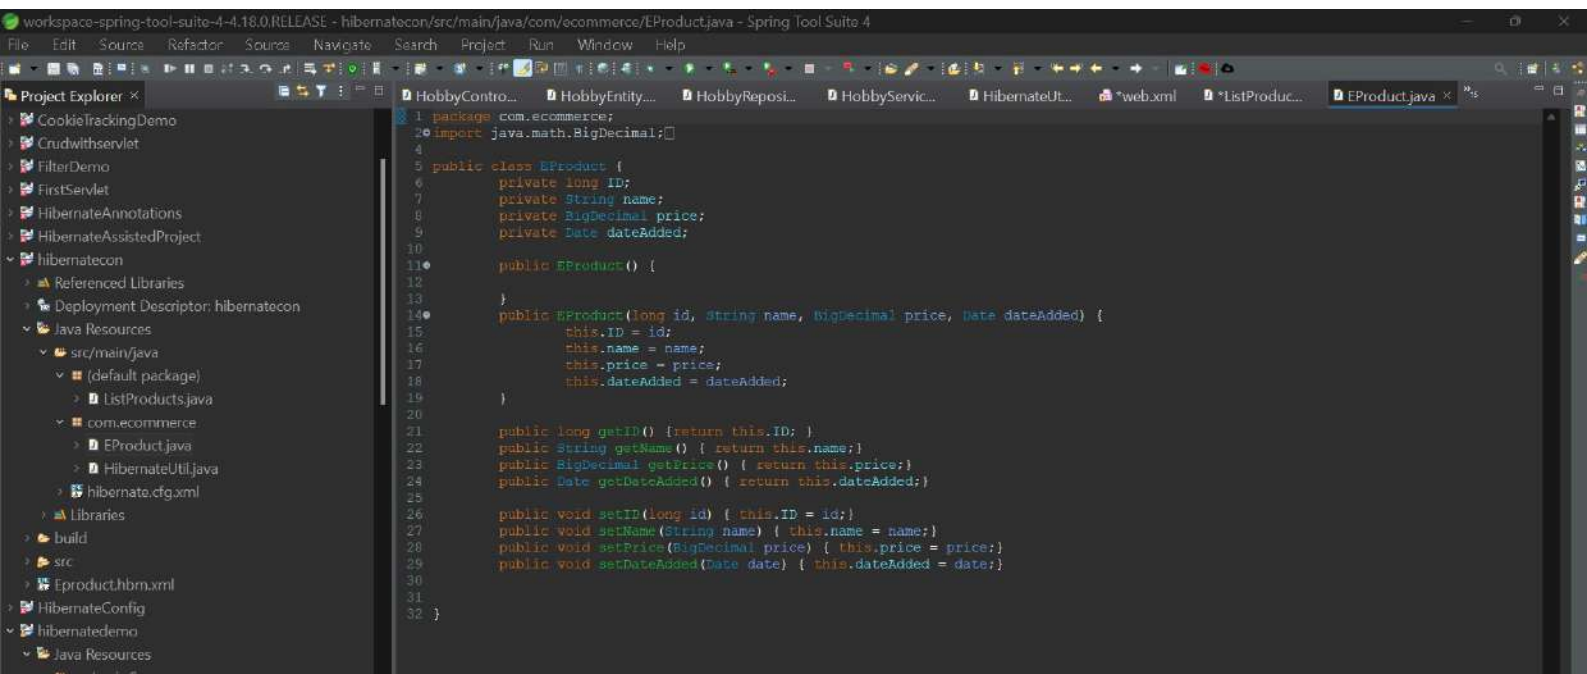 workspace-spring-tool-suite-4-4.18.0.RELEASE - hibernatecon/src/main/java/com/ecommerce/EProduct.java - Spring Tool Suite 4
File Edit Source Refactor Source Navigate Search Project Run Window Help
Project Explorer ×
HobbyContro... HobbyEntity.... HobbyReposi... HobbyServic... HibernateUt... *web.xml *ListProduc... EProduct.java × »15
CookieTrackingDemo
Crudwithservlet
FilterDemo
FirstServlet
HibernateAnnotations
HibernateAssistedProject
hibernatecon
Referenced Libraries
Deployment Descriptor: hibernatecon
Java Resources
src/main/java
(default package)
ListProducts.java
com.ecommerce
EProduct.java
HibernateUtil.java
hibernate.cfg.xml
Libraries
build
src
Eproduct.hbm.xml
HibernateConfig
hibernatedemo
Java Resources
1 package com.ecommerce;
2 import java.math.BigDecimal;
4
5 public class EProduct {
6 private long ID;
7 private String name;
8 private BigDecimal price;
9 private Date dateAdded;
10
11 public EProduct() {
12
13 }
14 public EProduct(long id, String name, BigDecimal price, Date dateAdded) {
15 this.ID = id;
16 this.name = name;
17 this.price = price;
18 this.dateAdded = dateAdded;
19 }
20
21 public long getID() {return this.ID; }
22 public String getName() { return this.name;}
23 public BigDecimal getPrice() { return this.price;}
24 public Date getDateAdded() { return this.dateAdded;}
25
26 public void setID(long id) { this.ID = id;}
27 public void setName(String name) { this.name = name;}
28 public void setPrice(BigDecimal price) { this.price = price;}
29 public void setDateAdded(Date date) { this.dateAdded = date;}
30
31
32 }